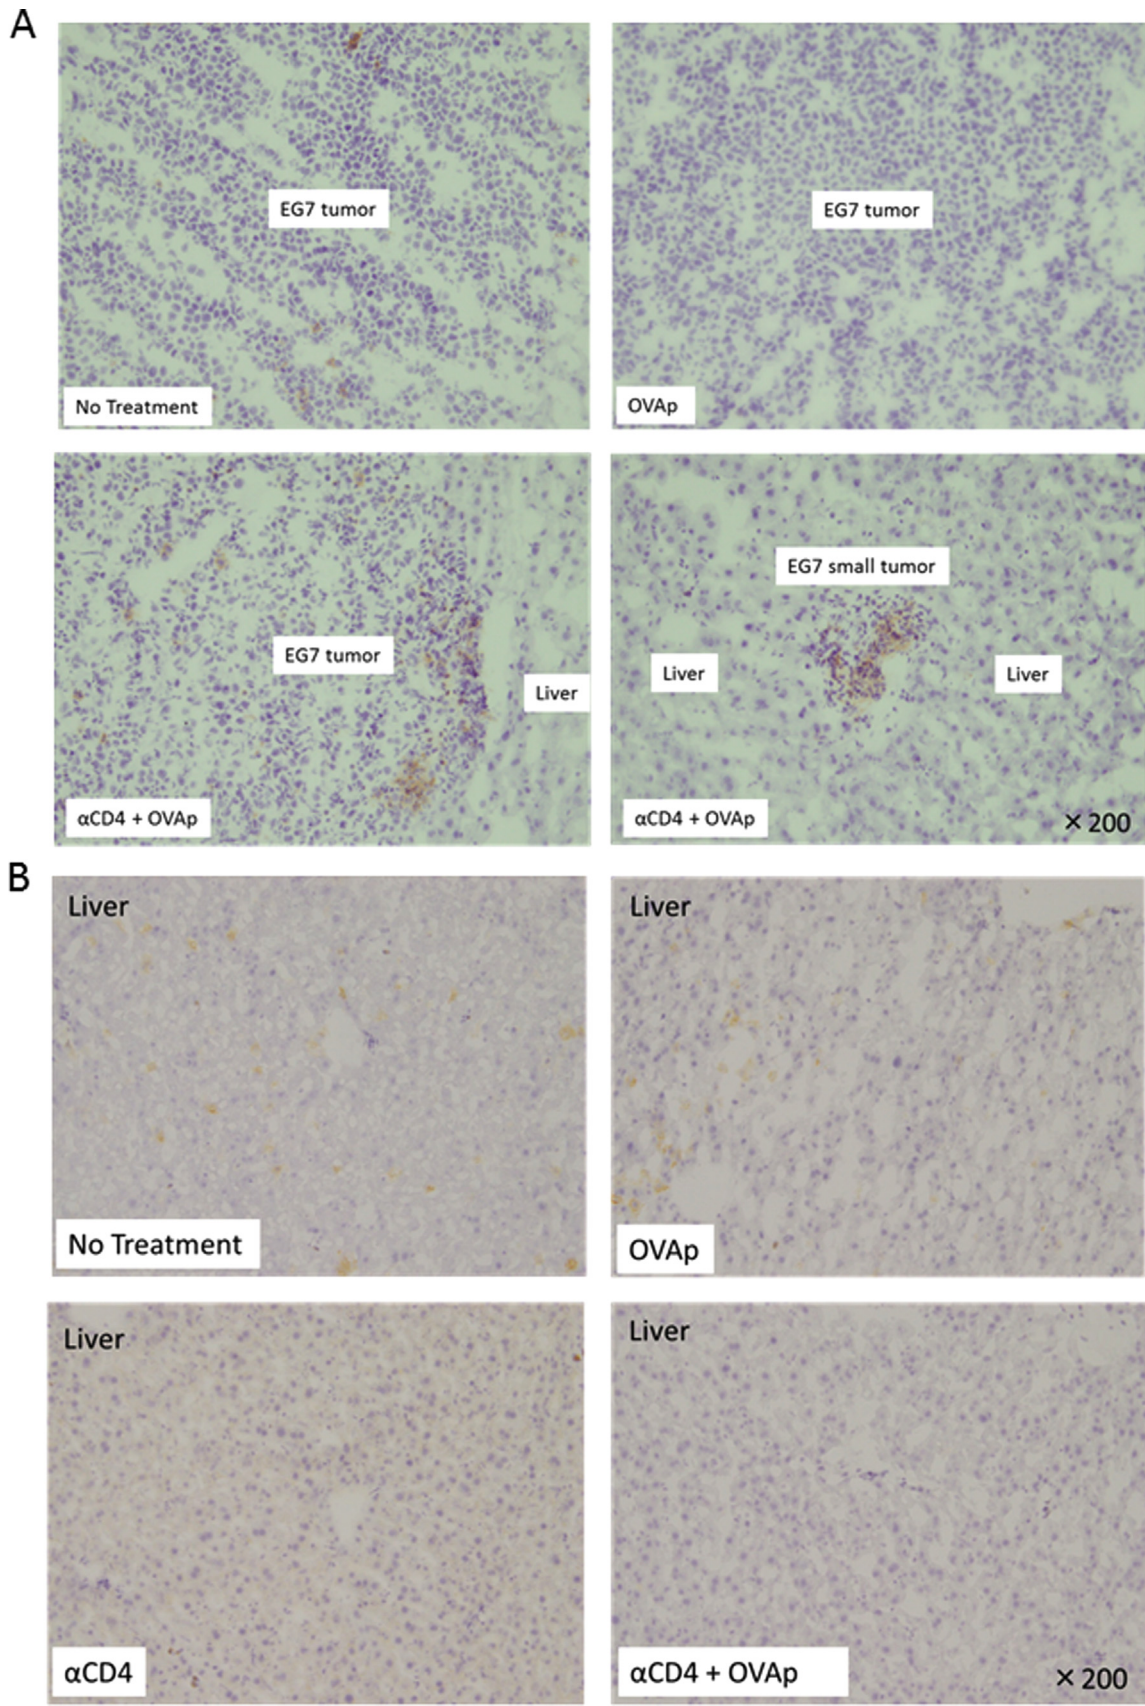 A
EG7 tumor
EG7 tumor
No Treatment
OVAp
EG7 small tumor
EG7 tumor
Liver
Liver
Liver
αCD4 + OVAp
αCD4 + OVAp
× 200
B
Liver
Liver
No Treatment
OVAp
Liver
Liver
αCD4
αCD4 + OVAp
× 200